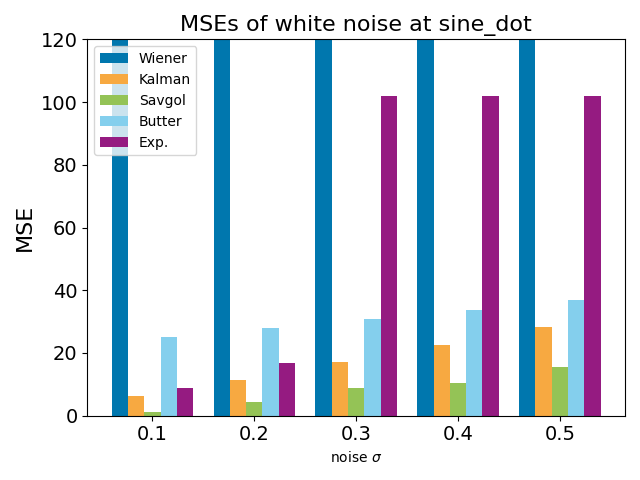 MSEs of white noise at sine_dot
120
100
80
60
40
20
0
MSE
Wiener
Kalman
Savgol
Butter
Exp.
0.1 0.2 0.3 0.4 0.5
noise σ